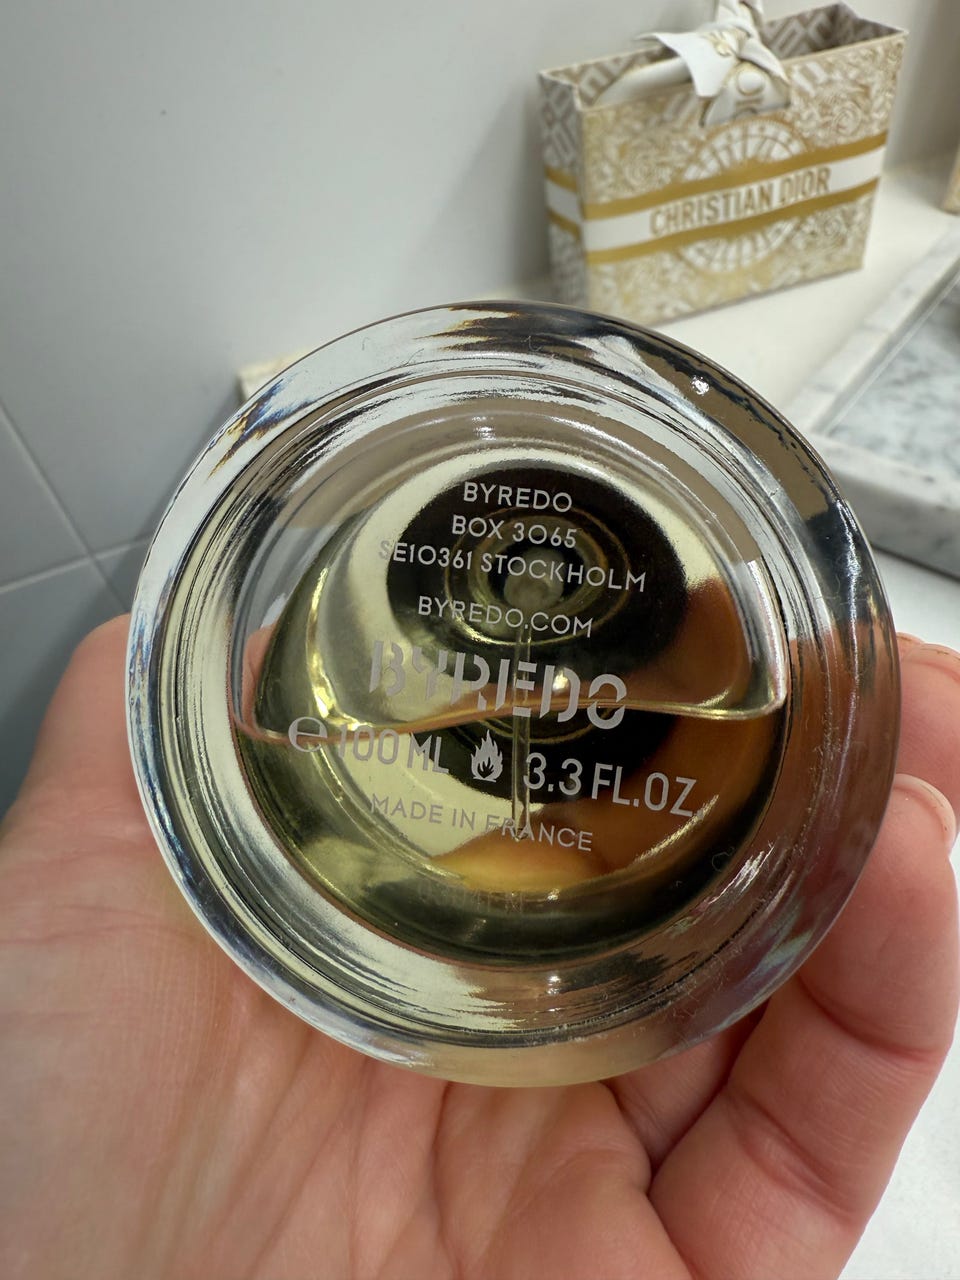 CHRISTIAN DIOR
BYREDO
BOX 3065
SE10361 STOCKHOLM
BYREDO.COM
BYREDO
℮ 100 ML 3.3 FL.OZ.
MADE IN FRANCE